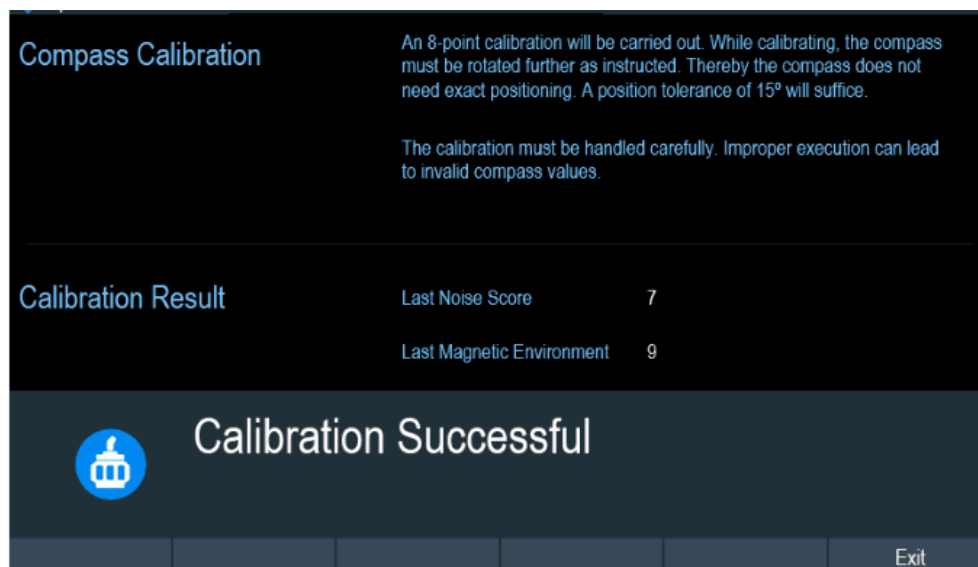 Compass Calibration
An 8-point calibration will be carried out. While calibrating, the compass
must be rotated further as instructed. Thereby the compass does not
need exact positioning. A position tolerance of 15º will suffice.
The calibration must be handled carefully. Improper execution can lead
to invalid compass values.
Calibration Result
Last Noise Score 7
Last Magnetic Environment 9
Calibration Successful
Exit